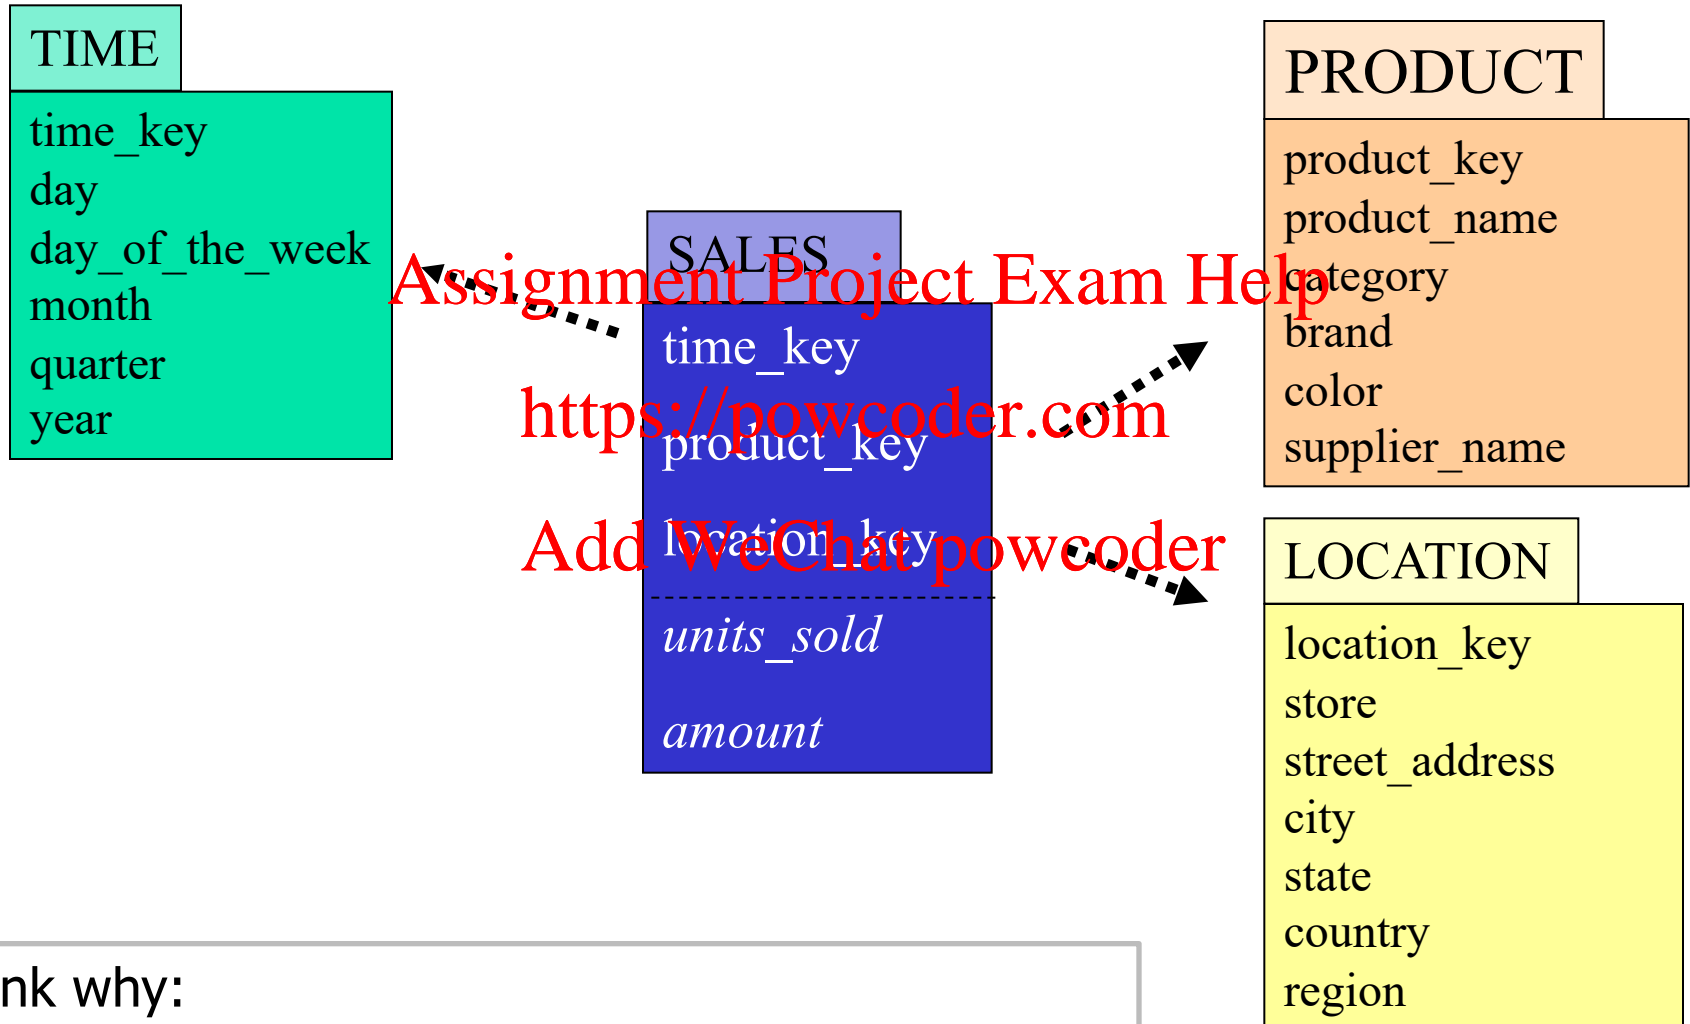 TIME
time_key
day
day_of_the_week
month
quarter
year
SALES
time_key
product_key
location_key
units_sold
amount
PRODUCT
product_key
product_name
category
brand
color
supplier_name
LOCATION
location_key
store
street_address
city
state
country
region
Assignment Project Exam Help
https://powcoder.com
Add WeChat powcoder
nk why: